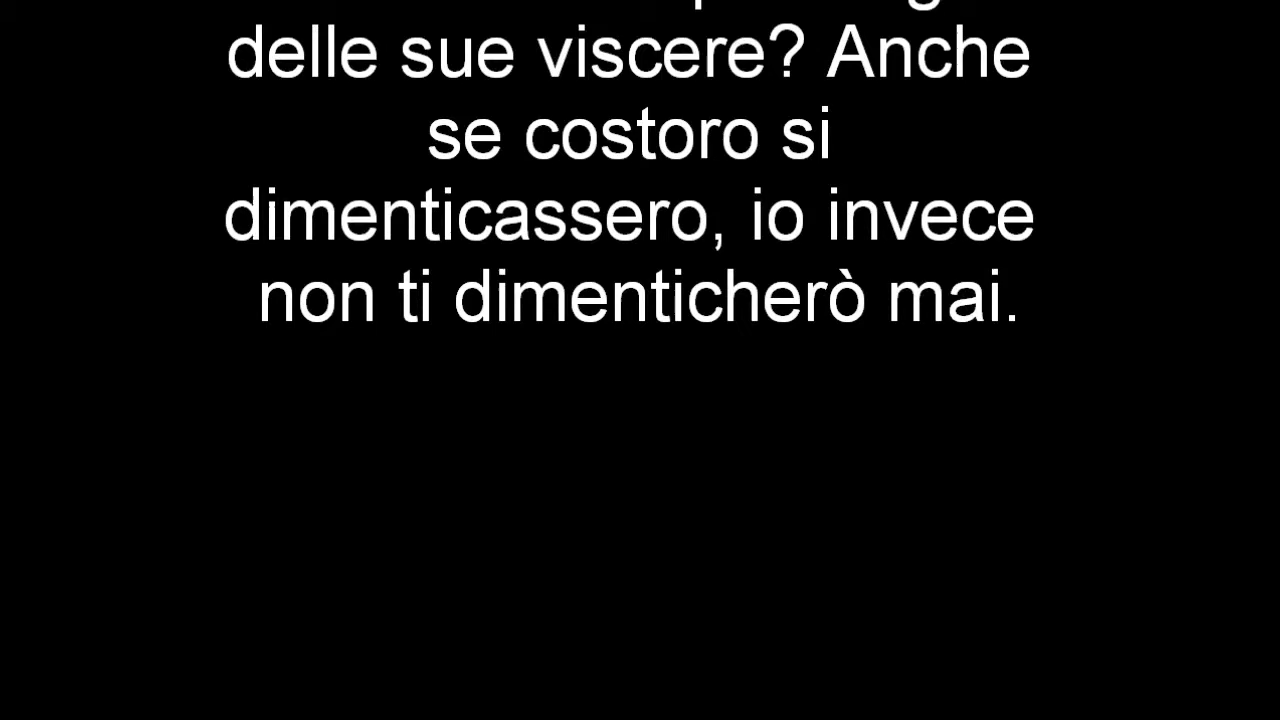 delle sue viscere? Anche
se costoro si
dimenticassero, io invece
non ti dimenticherò mai.